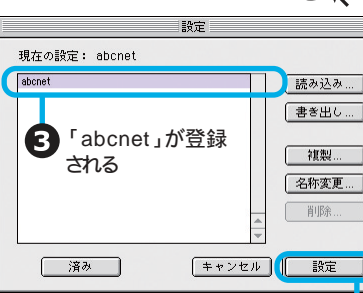 設定
現在の設定： abcnet
abcnet
読み込み...
書き出し...
❸「abcnet」が登録
される
複製...
名称変更...
削除...
済み
キャンセル
設定